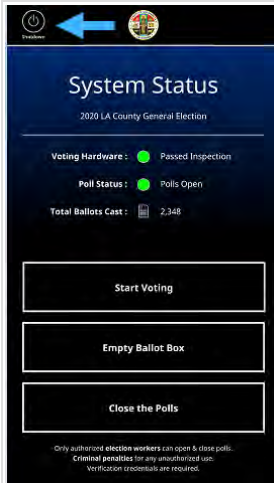 System Status
2020 LA County General Election
Voting Hardware : Passed Inspection
Poll Status : Polls Open
Total Ballots Cast : 2,348
Start Voting
Empty Ballot Box
Close the Polls
Only authorized election workers can open & close polls.
Criminal penalties for any unauthorized use.
Verification credentials are required.